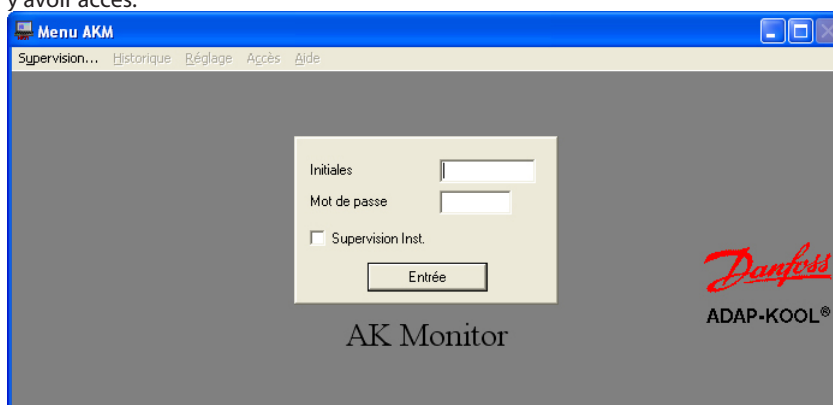 y avoir accès.
Menu AKM
Supervision... Historique Réglage Accès Aide
Initiales
Mot de passe
Supervision Inst.
Entrée
Danfoss
ADAP-KOOL®
AK Monitor